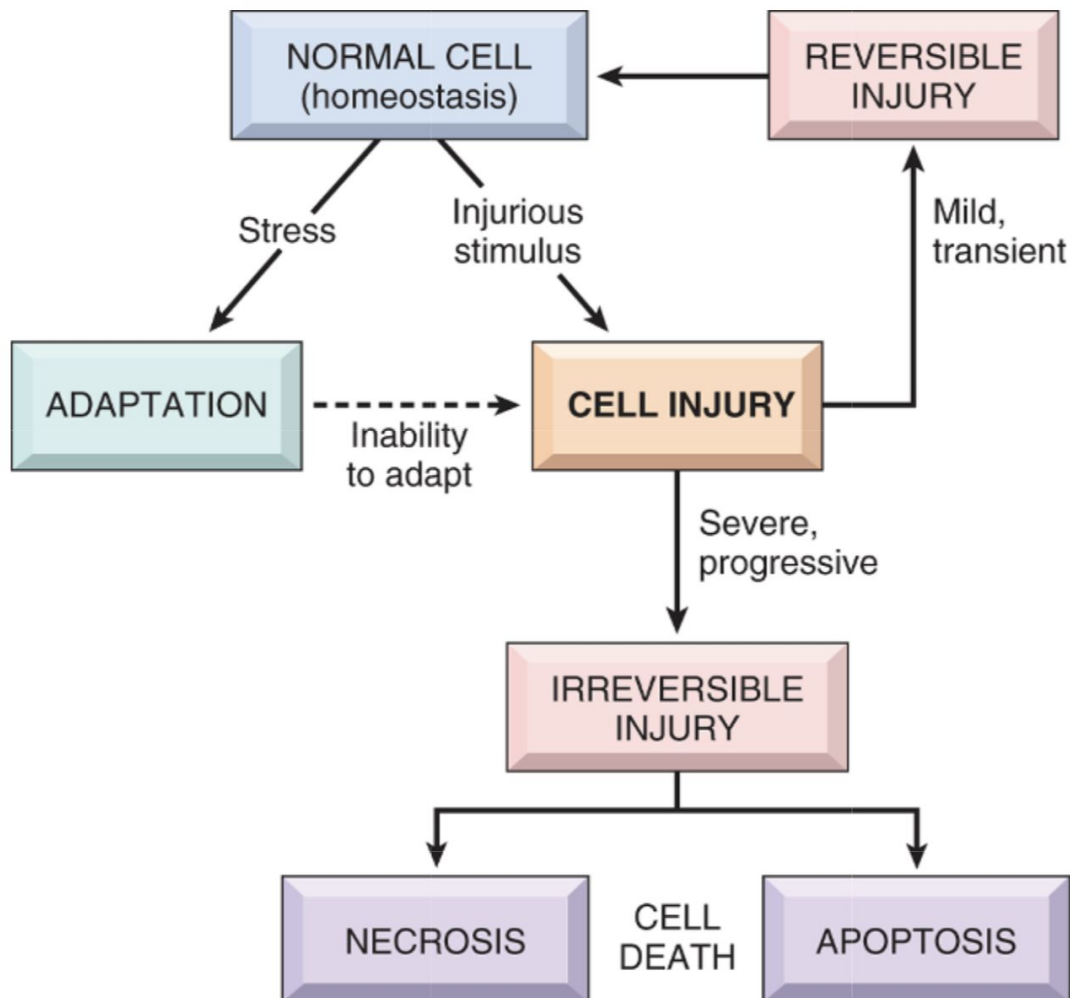 NORMAL CELL
(homeostasis)
REVERSIBLE
INJURY
Stress
Injurious
stimulus
Mild,
transient
ADAPTATION
Inability
to adapt
CELL INJURY
Severe,
progressive
IRREVERSIBLE
INJURY
NECROSIS
CELL
DEATH
APOPTOSIS